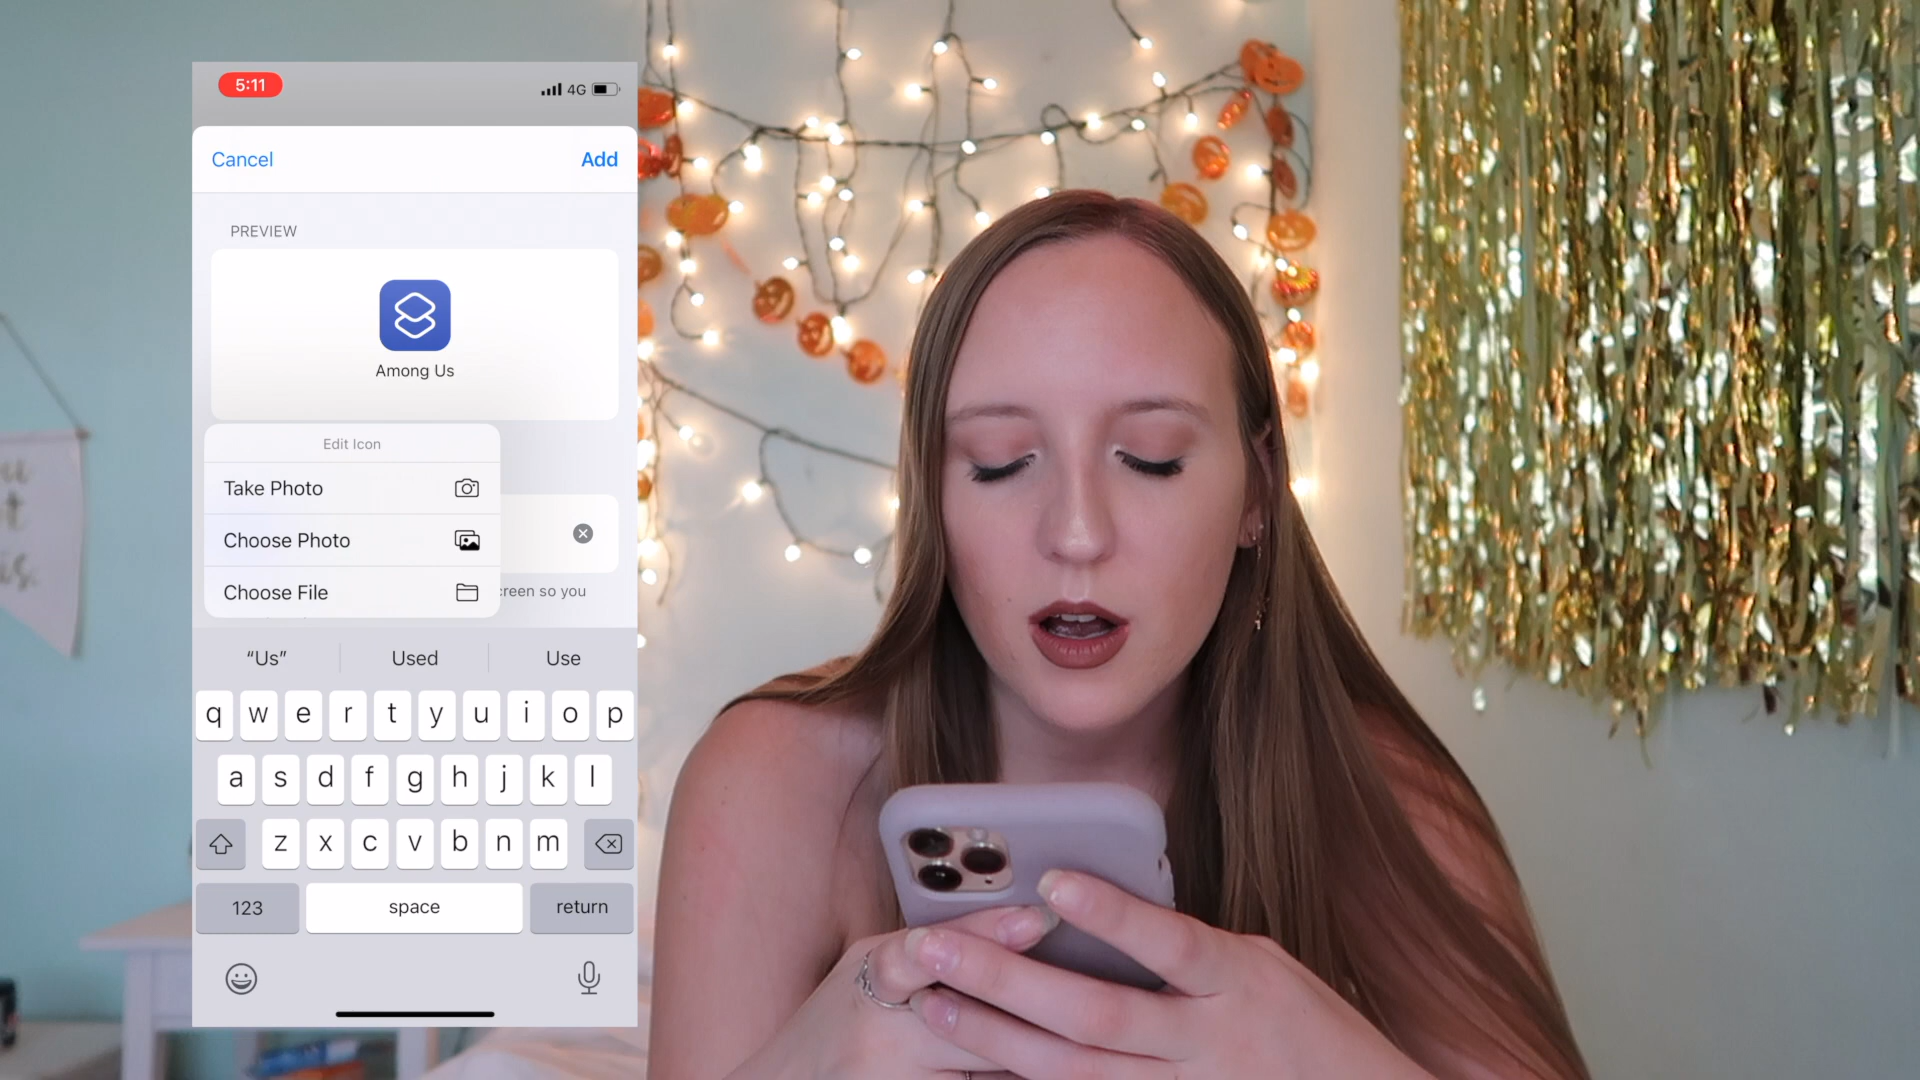 5:11
4G
Cancel
Add
PREVIEW
Among Us
Edit Icon
Take Photo
Choose Photo
Choose File
creen so you
“Us”
Used
Use
q w e r t y u i o p
a s d f g h j k l
z x c v b n m
123
space
return